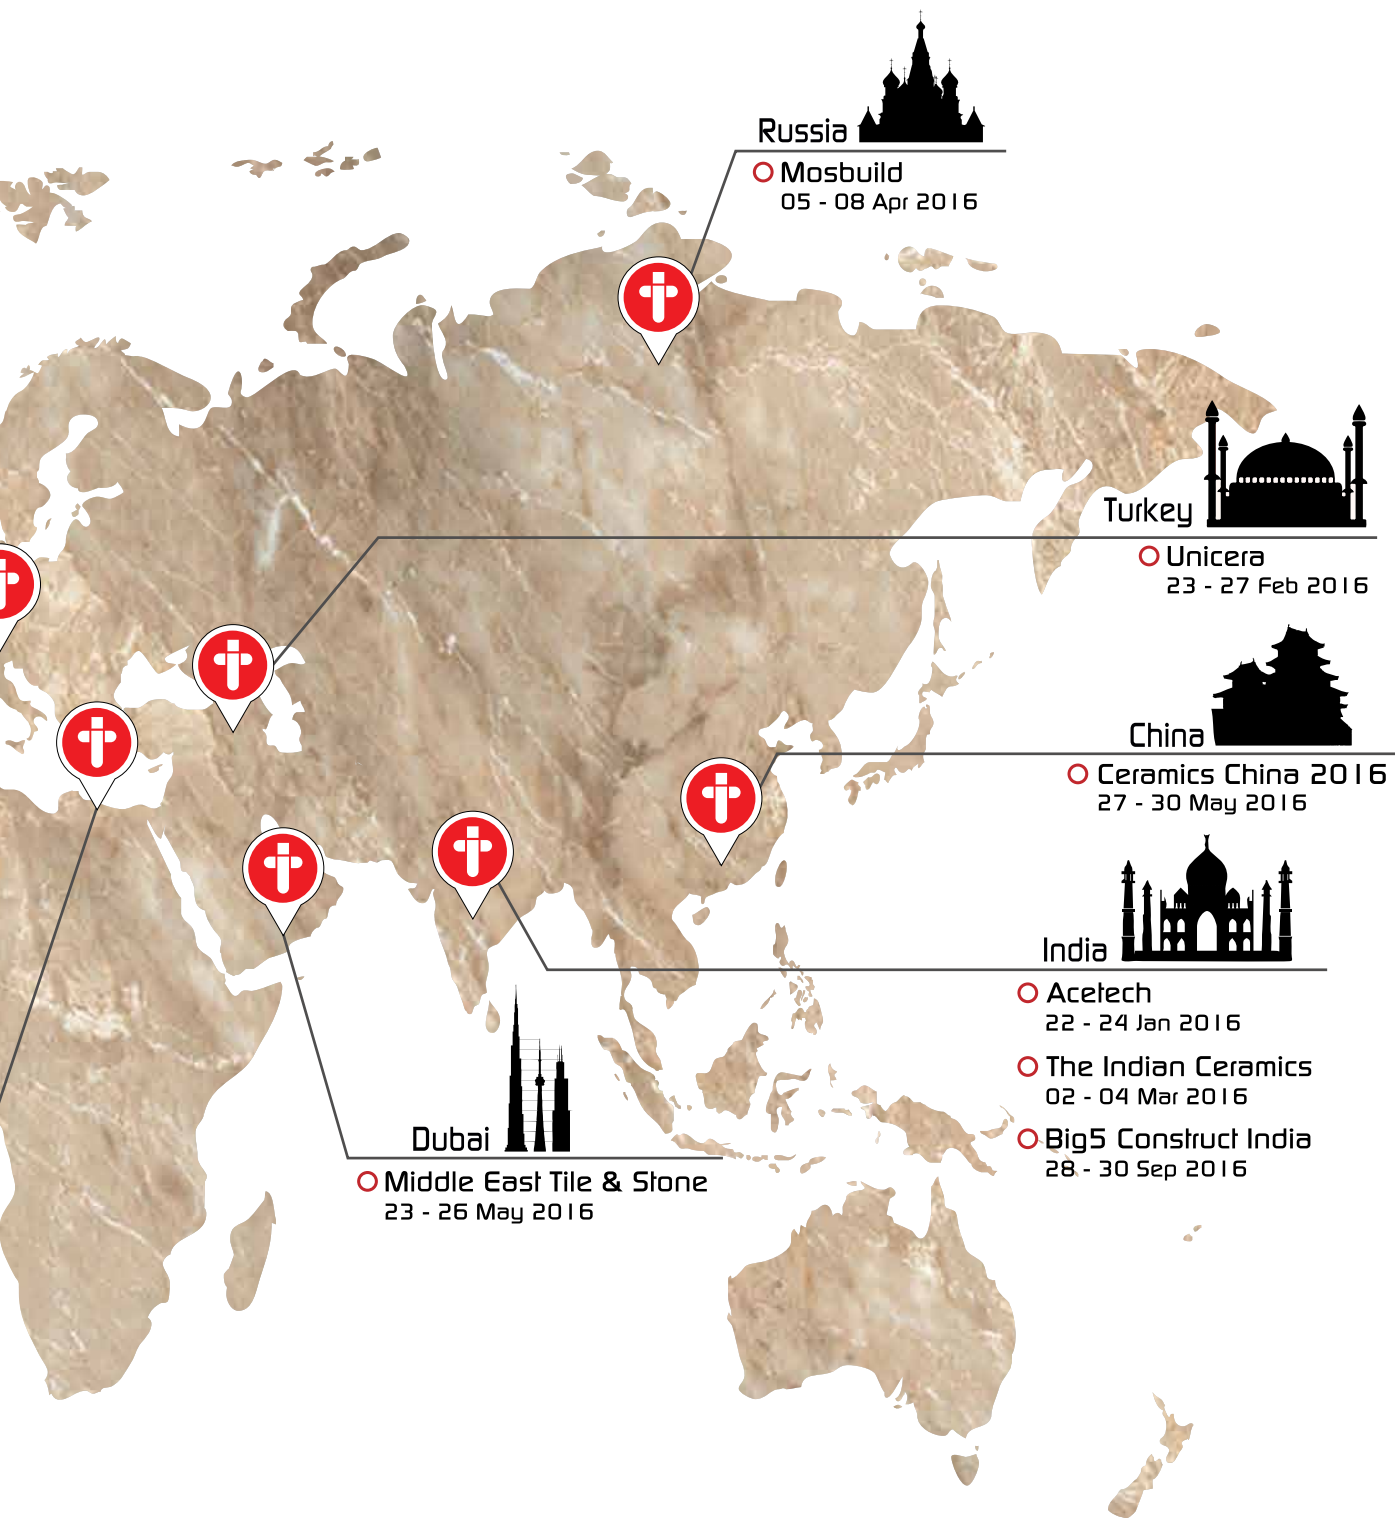 Russia
Mosbuild
05 - 08 Apr 2016
Turkey
Unicera
23 - 27 Feb 2016
China
Ceramics China 2016
27 - 30 May 2016
India
Acetech
22 - 24 Jan 2016
The Indian Ceramics
02 - 04 Mar 2016
Big5 Construct India
28 - 30 Sep 2016
Dubai
Middle East Tile & Stone
23 - 26 May 2016